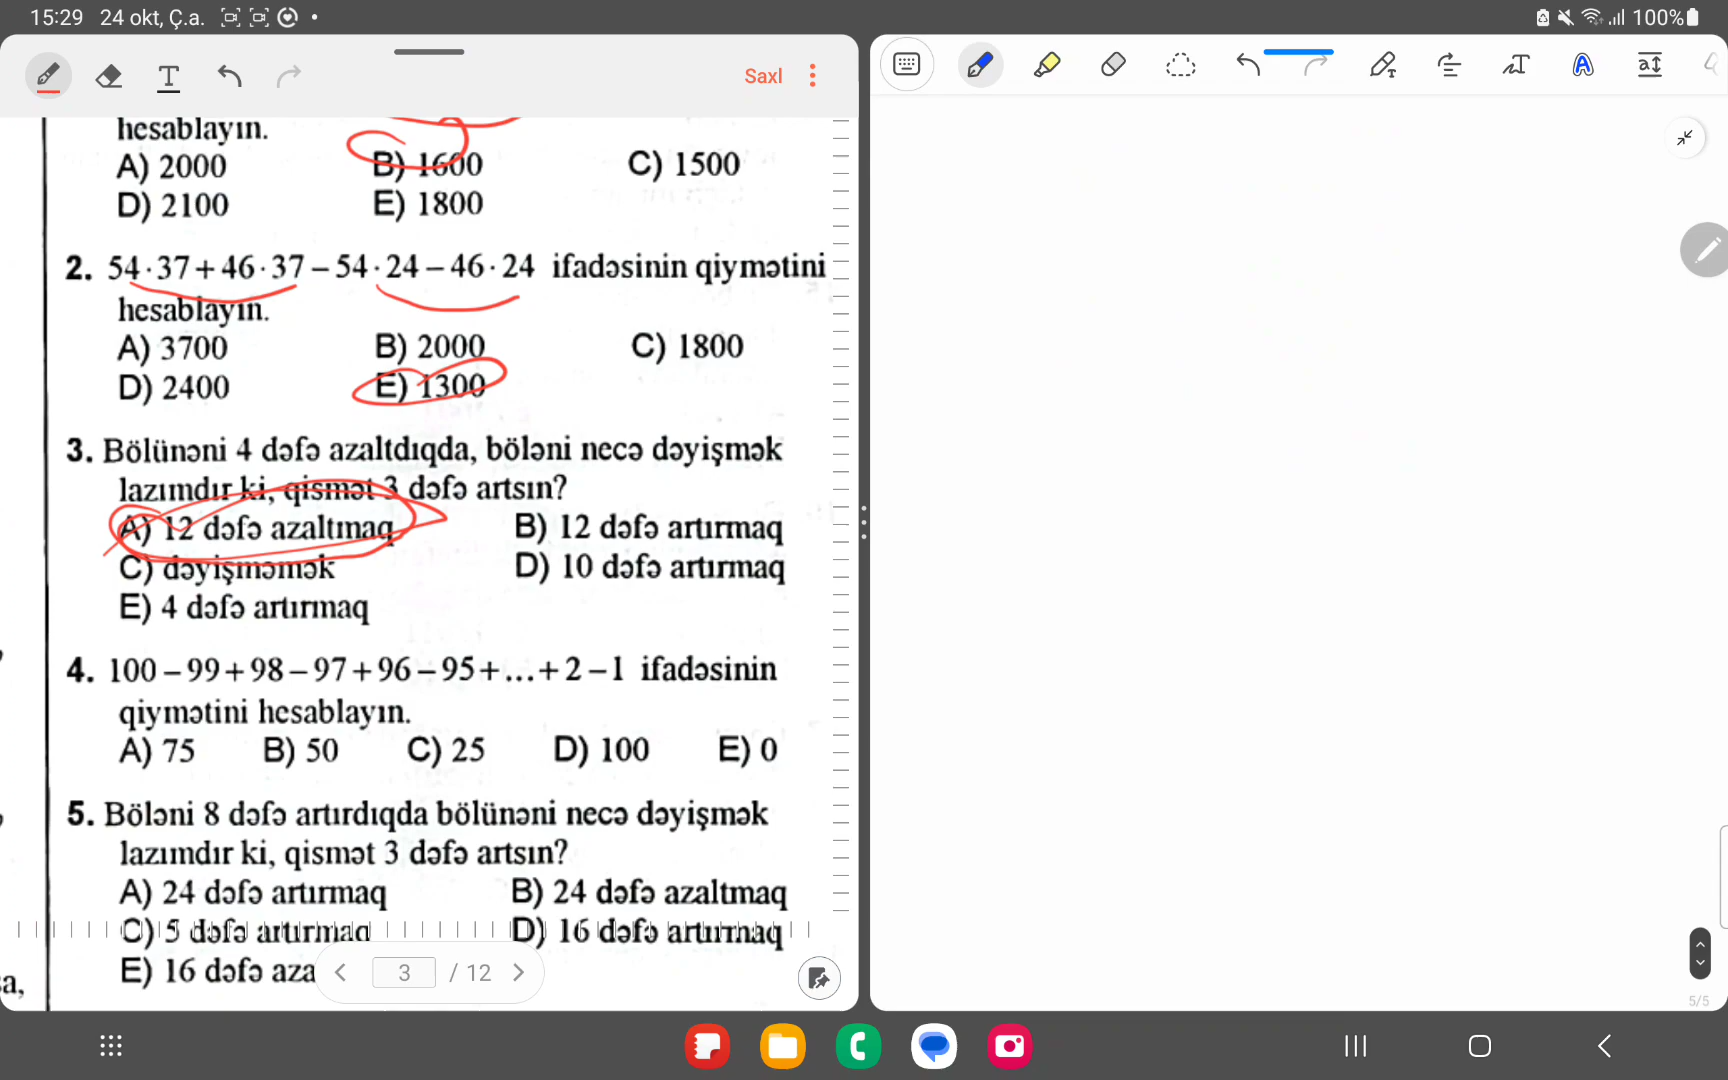 15:29 24 okt, Ç.a.
100%
Saxl
hesablayın.
A) 2000 B) 1600 C) 1500
D) 2100 E) 1800
2. 54·37+46·37−54·24−46·24 ifadəsinin qiymətini
hesablayın.
A) 3700 B) 2000 C) 1800
D) 2400 E) 1300
3. Bölünəni 4 dəfə azaltdıqda, böləni necə dəyişmək
lazımdır ki, qismət 3 dəfə artsın?
A) 12 dəfə azaltmaq B) 12 dəfə artırmaq
C) dəyişməmək D) 10 dəfə artırmaq
E) 4 dəfə artırmaq
4. 100−99+98−97+96−95+...+2−1 ifadəsinin
qiymətini hesablayın.
A) 75 B) 50 C) 25 D) 100 E) 0
5. Böləni 8 dəfə artırdıqda bölünəni necə dəyişmək
lazımdır ki, qismət 3 dəfə artsın?
A) 24 dəfə artırmaq B) 24 dəfə azaltmaq
C) 5 dəfə artırmaq D) 16 dəfə artırmaq
E) 16 dəfə aza
a,
3 / 12
5/5